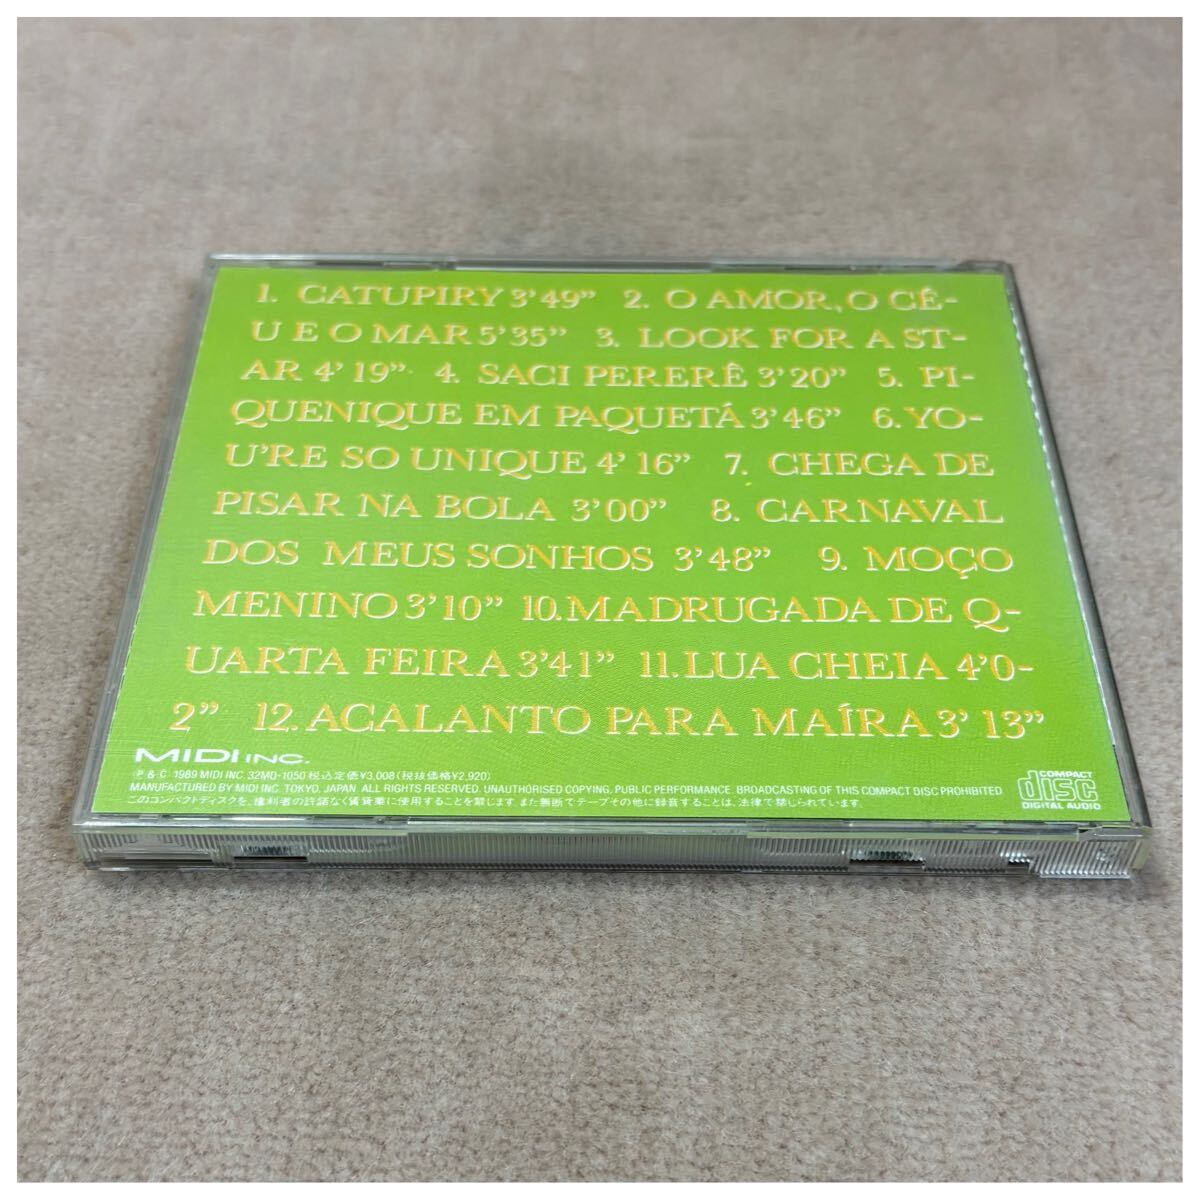 1. CATUPIRY 3'49” 2. O AMOR, O CÉ-
U E O MAR 5'35” 3. LOOK FOR A ST-
AR 4'19” 4. SACI PERERÊ 3'20” 5. PI-
QUENIQUE EM PAQUETÁ 3'46” 6. YO-
U'RE SO UNIQUE 4'16” 7. CHEGA DE
PISAR NA BOLA 3'00” 8. CARNAVAL
DOS MEUS SONHOS 3'48” 9. MOÇO
MENINO 3'10” 10. MADRUGADA DE Q-
UARTA FEIRA 3'41” 11. LUA CHEIA 4'0-
2” 12. ACALANTO PARA MAÍRA 3'13”
MIDI INC.
℗ & C 1989 MIDI INC. 32MD-1050 税込定価¥3,008(税抜価格¥2,920)
MANUFACTURED BY MIDI INC. TOKYO, JAPAN ALL RIGHTS RESERVED. UNAUTHORISED COPYING, PUBLIC PERFORMANCE, BROADCASTING OF THIS COMPACT DISC PROHIBITED
このコンパクトディスクを、権利者の許諾なく賃貸業に使用することを禁じます また無断でテープその他に録音することは、法律で禁じられています。
COMPACT
disc
DIGITAL AUDIO